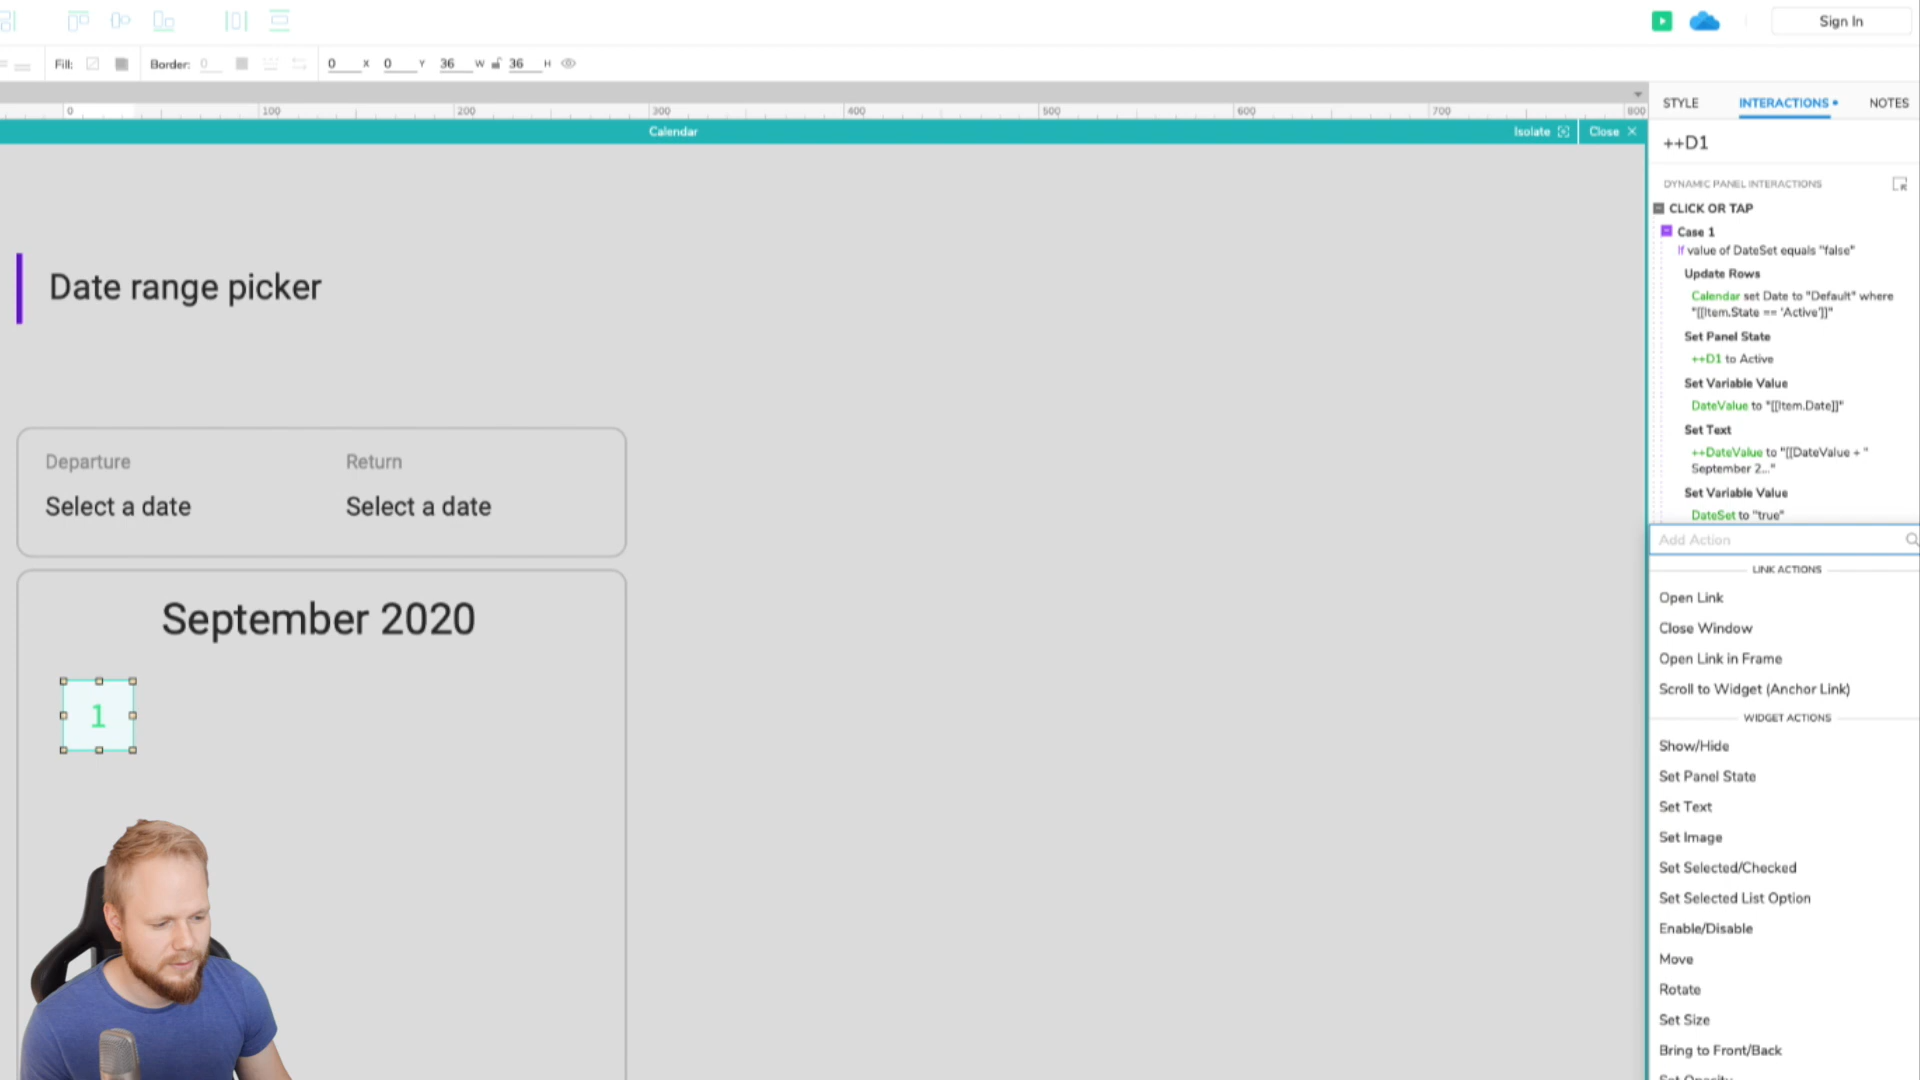 Sign In
Fill:
Border: 0
0 X 0 Y 36 W 36 H
0 100 200 300 400 500 600 700 800
Calendar
Isolate
Close
STYLE INTERACTIONS NOTES
++D1
DYNAMIC PANEL INTERACTIONS
CLICK OR TAP
Case 1
If value of DateSet equals "false"
Update Rows
Calendar set Date to "Default" where
"[[Item.State == 'Active']]"
Set Panel State
++D1 to Active
Set Variable Value
DateValue to "[[Item.Date]]"
Set Text
++DateValue to "[[DateValue + "
September 2..."
Set Variable Value
DateSet to "true"
Add Action
LINK ACTIONS
Open Link
Close Window
Open Link in Frame
Scroll to Widget (Anchor Link)
WIDGET ACTIONS
Show/Hide
Set Panel State
Set Text
Set Image
Set Selected/Checked
Set Selected List Option
Enable/Disable
Move
Rotate
Set Size
Bring to Front/Back
Set Opacity
Date range picker
Departure Return
Select a date Select a date
September 2020
1